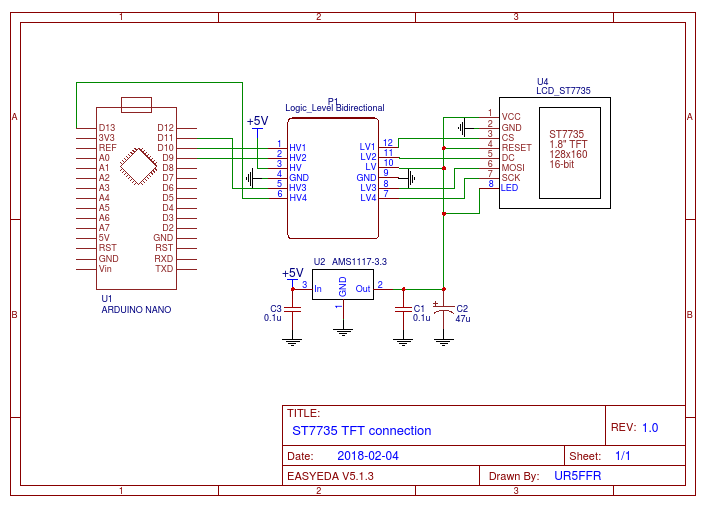 1 2 3
A A
B B
1 2 3
D13
3V3
REF
A0
A1
A2
A3
A4
A5
A6
A7
5V
RST
GND
Vin
D12
D11
D10
D9
D8
D7
D6
D5
D4
D3
D2
GND
RST
RXD
TXD
U1
ARDUINO NANO
P1
Logic_Level Bidirectional
+5V
1 HV1
2 HV2
3 HV
4 GND
5 HV3
6 HV4
LV1 12
LV2 11
LV 10
GND 9
LV3 8
LV4 7
U4
LCD_ST7735
1 VCC
2 GND
3 CS
4 RESET
5 DC
6 MOSI
7 SCK
8 LED
ST7735
1.8" TFT
128x160
16-bit
U2 AMS1117-3.3
+5V
3 In
GND
1
Out 2
C3
0.1u
C1
0.1u
+
C2
47u
TITLE:
ST7735 TFT connection
REV: 1.0
Date: 2018-02-04
Sheet: 1/1
EASYEDA V5.1.3
Drawn By: UR5FFR